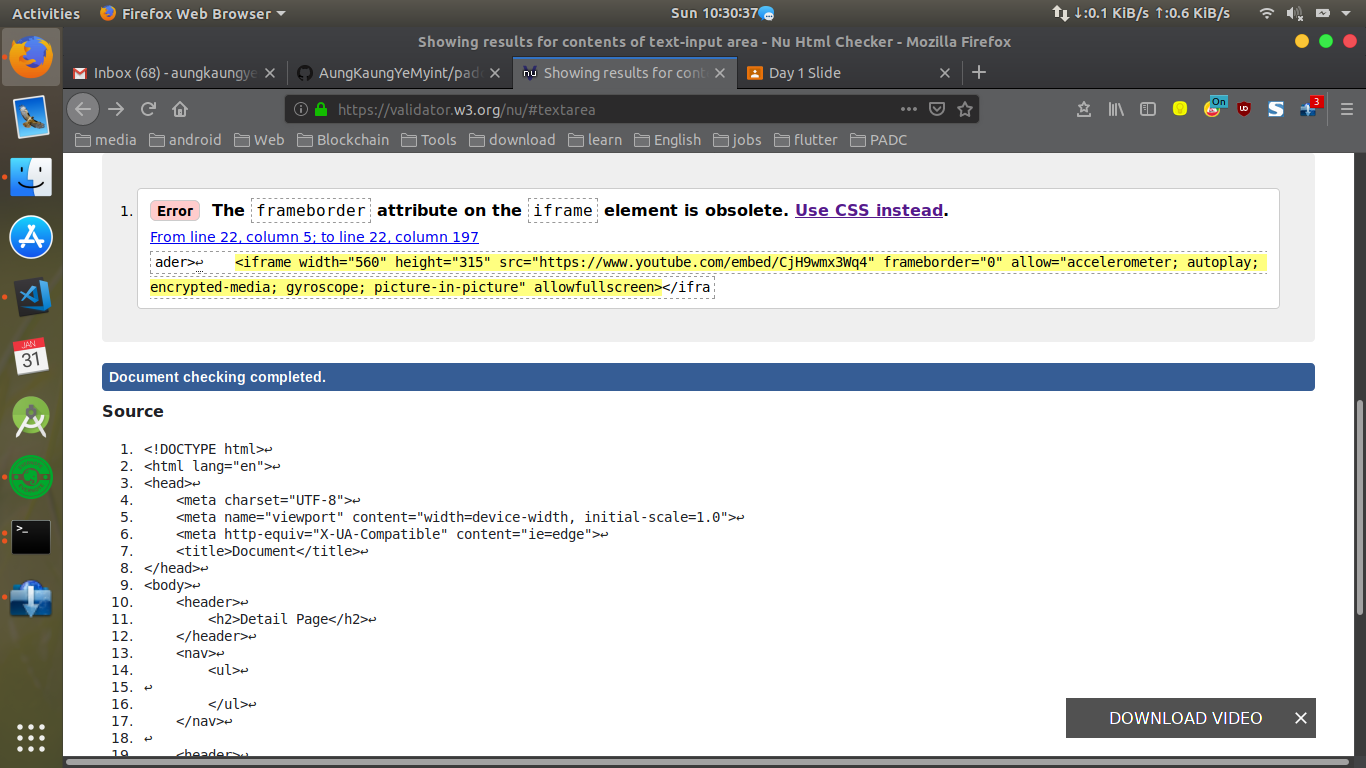 Activities Firefox Web Browser Sun 10:30:37 ↓:0.1 KiB/s ↑:0.6 KiB/s
Showing results for contents of text-input area - Nu Html Checker - Mozilla Firefox
Inbox (68) - aungkaungye AungKaungYeMyint/pad nu Showing results for cont Day 1 Slide
https://validator.w3.org/nu/#textarea On 3
media android Web Blockchain Tools download learn English jobs flutter PADC
1. Error The frameborder attribute on the iframe element is obsolete. Use CSS instead.
From line 22, column 5; to line 22, column 197
ader>↩    <iframe width="560" height="315" src="https://www.youtube.com/embed/CjH9wmx3Wq4" frameborder="0" allow="accelerometer; autoplay;
encrypted-media; gyroscope; picture-in-picture" allowfullscreen></ifra
Document checking completed.
Source
1. <!DOCTYPE html>↩
2. <html lang="en">↩
3. <head>↩
4.     <meta charset="UTF-8">↩
5.     <meta name="viewport" content="width=device-width, initial-scale=1.0">↩
6.     <meta http-equiv="X-UA-Compatible" content="ie=edge">↩
7.     <title>Document</title>↩
8. </head>↩
9. <body>↩
10.     <header>↩
11.         <h2>Detail Page</h2>↩
12.     </header>↩
13.     <nav>↩
14.         <ul>↩
15. ↩
16.         </ul>↩
17.     </nav>↩
18. ↩
19.     <header>
JAN
31
>_
DOWNLOAD VIDEO ×